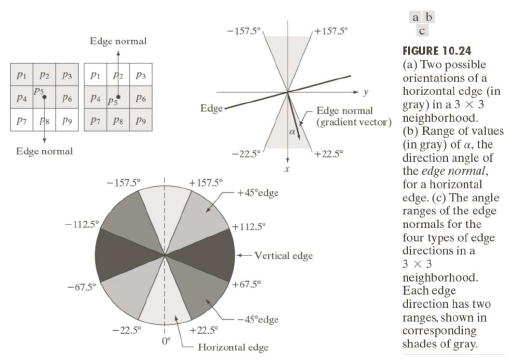 Edge normal
p1 p2 p3 p1 p2 p3
p4 p5 p6 p4 p5 p6
p7 p8 p9 p7 p8 p9
Edge normal
−157.5° +157.5°
y
Edge
Edge normal
(gradient vector)
α
−22.5° +22.5°
x
−157.5° +157.5°
+45°edge
−112.5° +112.5°
Vertical edge
−67.5° +67.5°
−45°edge
−22.5° +22.5°
0°
Horizontal edge
a b
c
FIGURE 10.24
(a) Two possible
orientations of a
horizontal edge (in
gray) in a 3 × 3
neighborhood.
(b) Range of values
(in gray) of α, the
direction angle of
the edge normal,
for a horizontal
edge. (c) The angle
ranges of the edge
normals for the
four types of edge
directions in a
3 × 3
neighborhood.
Each edge
direction has two
ranges, shown in
corresponding
shades of gray.